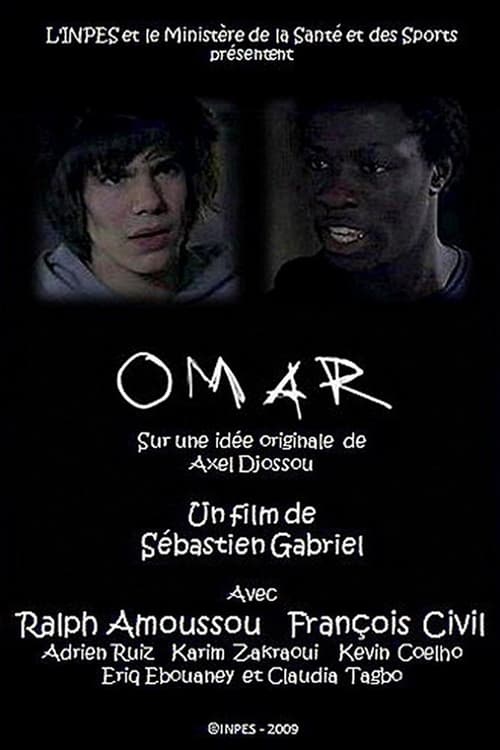 L'INPES et le Ministère de la Santé et des Sports
présentent
OMAR
Sur une idée originale de
Axel Djossou
Un film de
Sébastien Gabriel
Avec
Ralph Amoussou François Civil
Adrien Ruiz Karim Zakraoui Kevin Coelho
Eriq Ebouaney et Claudia Tagbo
©INPES - 2009